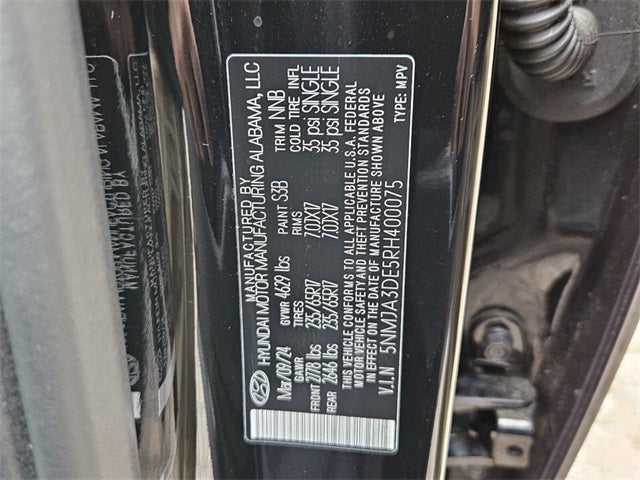 MANUFACTURED BY
HYUNDAI MOTOR MANUFACTURING ALABAMA, LLC
Mar/09/24 GVWR 4629 lbs PAINT S3B TRIM NNB
GAWR TIRES RIMS COLD TIRE INFL
FRONT 2778 lbs 235/65R17 7.0JX17 35 psi SINGLE
REAR 2646 lbs 235/65R17 7.0JX17 35 psi SINGLE
THIS VEHICLE CONFORMS TO ALL APPLICABLE U.S.A. FEDERAL
MOTOR VEHICLE SAFETY AND THEFT PREVENTION STANDARDS
IN EFFECT ON THE DATE OF MANUFACTURE SHOWN ABOVE
V.I.N 5NMJA3DE5RH400075 TYPE: MPV